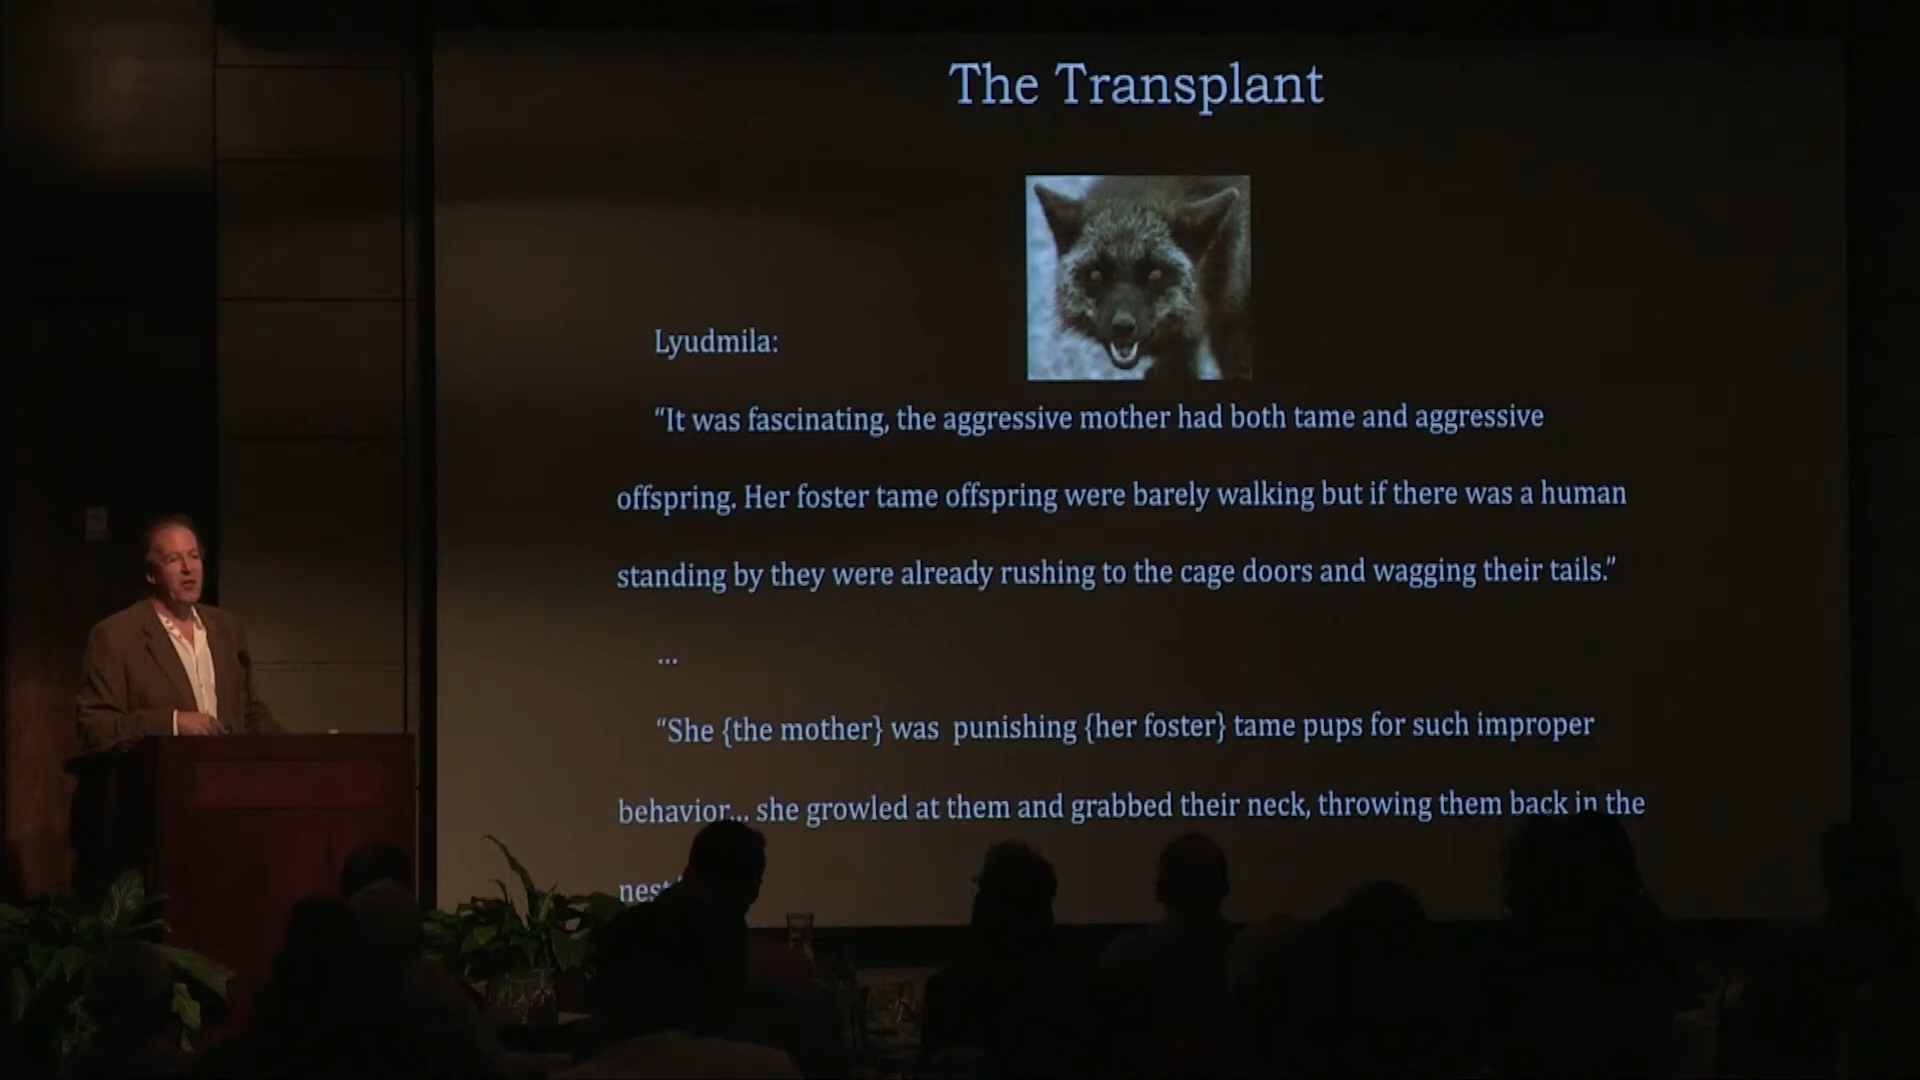 The Transplant
Lyudmila:
“It was fascinating, the aggressive mother had both tame and aggressive
offspring. Her foster tame offspring were barely walking but if there was a human
standing by they were already rushing to the cage doors and wagging their tails.”
...
“She {the mother} was punishing {her foster} tame pups for such improper
behavior... she growled at them and grabbed their neck, throwing them back in the